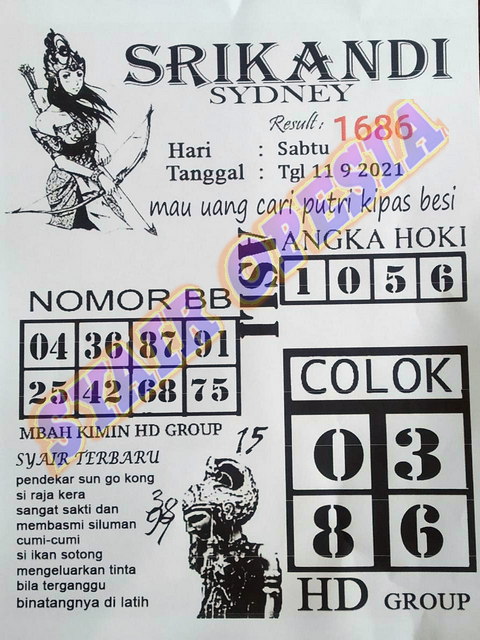 SRIKANDI
SYDNEY
Result : 1686
Hari : Sabtu
Tanggal : Tgl 11 9 2021
mau uang cari putri kipas besi
ANGKA HOKI
1 0 5 6
NOMOR BB
04 36 87 91
25 42 68 75
MBAH KIMIN HD GROUP
COLOK
0 3
8 6
HD GROUP
SYAIR TERBARU
pendekar sun go kong
si raja kera
sangat sakti dan
membasmi siluman
cumi-cumi
si ikan sotong
mengeluarkan tinta
bila terganggu
binatangnya di latih
15
SYAIR OPESIA